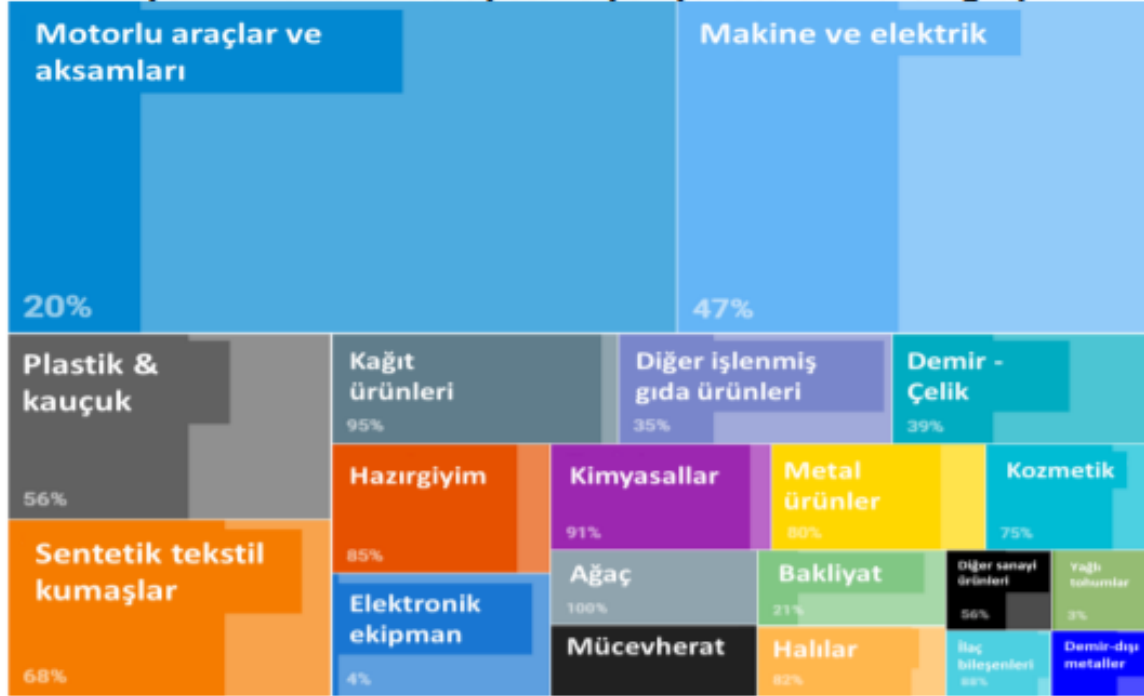 Motorlu araçlar ve
aksamları
20%
Makine ve elektrik
47%
Plastik &
kauçuk
56%
Kağıt
ürünleri
95%
Diğer işlenmiş
gıda ürünleri
35%
Demir -
Çelik
39%
Hazırgiyim
85%
Kimyasallar
91%
Metal
ürünler
80%
Kozmetik
75%
Sentetik tekstil
kumaşlar
68%
Elektronik
ekipman
4%
Ağaç
100%
Bakliyat
21%
Diğer sanayi
ürünleri
56%
Yağlı
tohumlar
3%
Mücevherat
Halılar
82%
İlaç
bileşenleri
88%
Demir-dışı
metaller